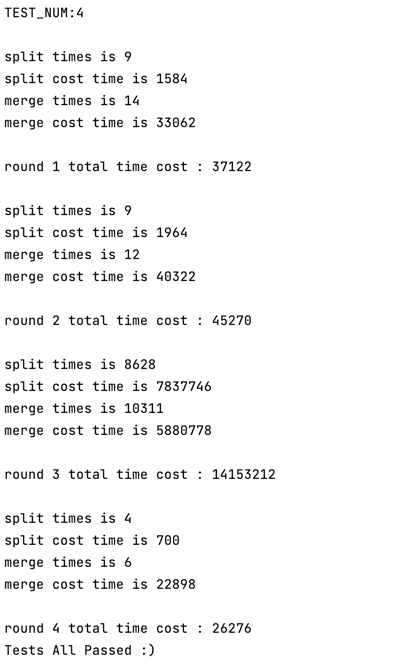 TEST_NUM:4
split times is 9
split cost time is 1584
merge times is 14
merge cost time is 33062
round 1 total time cost : 37122
split times is 9
split cost time is 1964
merge times is 12
merge cost time is 40322
round 2 total time cost : 45270
split times is 8628
split cost time is 7837746
merge times is 10311
merge cost time is 5880778
round 3 total time cost : 14153212
split times is 4
split cost time is 700
merge times is 6
merge cost time is 22898
round 4 total time cost : 26276
Tests All Passed :)